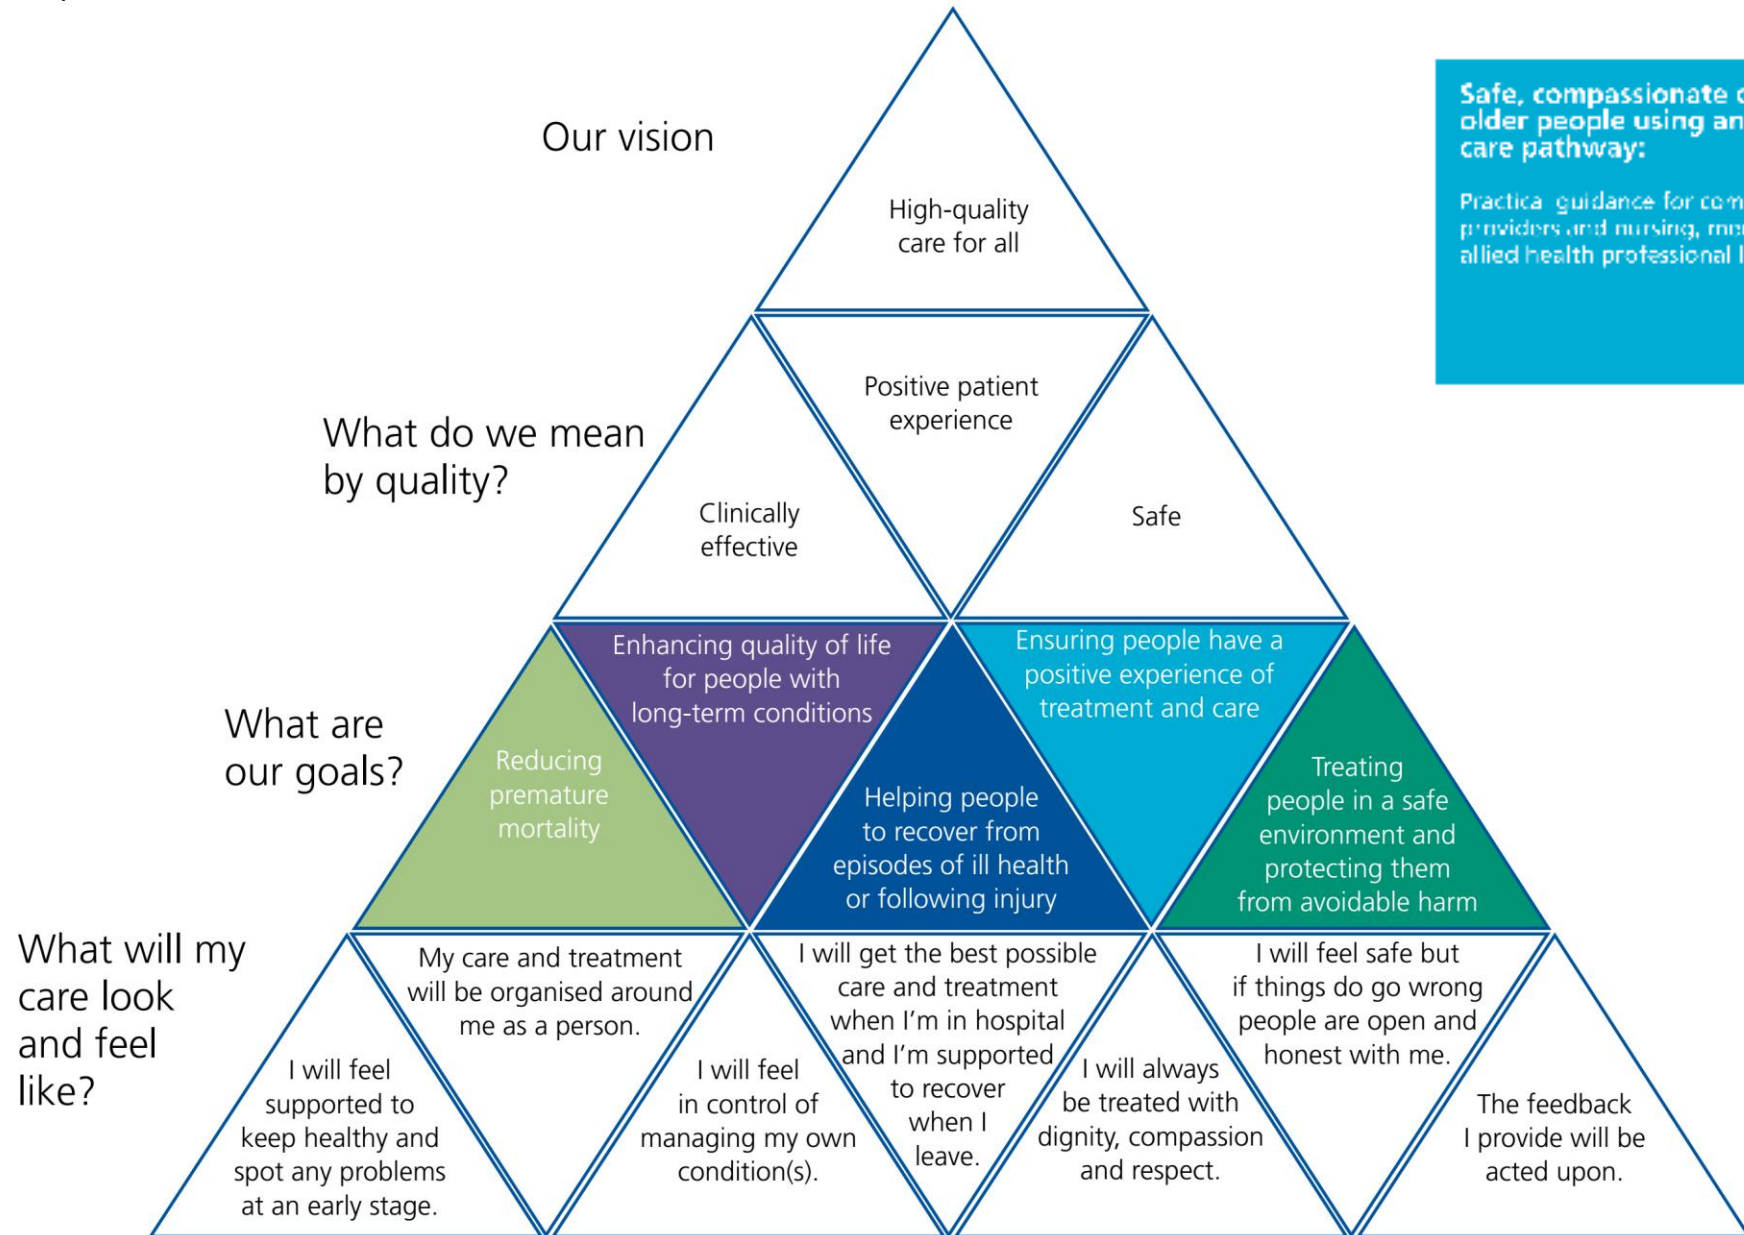 Our vision
High-quality
care for all
Safe, compassionate
older people using an
care pathway:
guidance for
providers and nursing,
allied health professional
What do we mean
by quality?
Positive patient
experience
Clinically
effective
Safe
What are
our goals?
Reducing
premature
mortality
Enhancing quality of life
for people with
long-term conditions
Helping people
to recover from
episodes of ill health
or following injury
Ensuring people have a
positive experience of
treatment and care
Treating
people in a safe
environment and
protecting them
from avoidable harm
What will my
care look
and feel
like?
I will feel
supported to
keep healthy and
spot any problems
at an early stage.
My care and treatment
will be organised around
me as a person.
I will feel
in control of
managing my own
condition(s).
I will get the best possible
care and treatment
when I’m in hospital
and I’m supported
to recover
when I
leave.
I will always
be treated with
dignity, compassion
and respect.
I will feel safe but
if things do go wrong
people are open and
honest with me.
The feedback
I provide will be
acted upon.